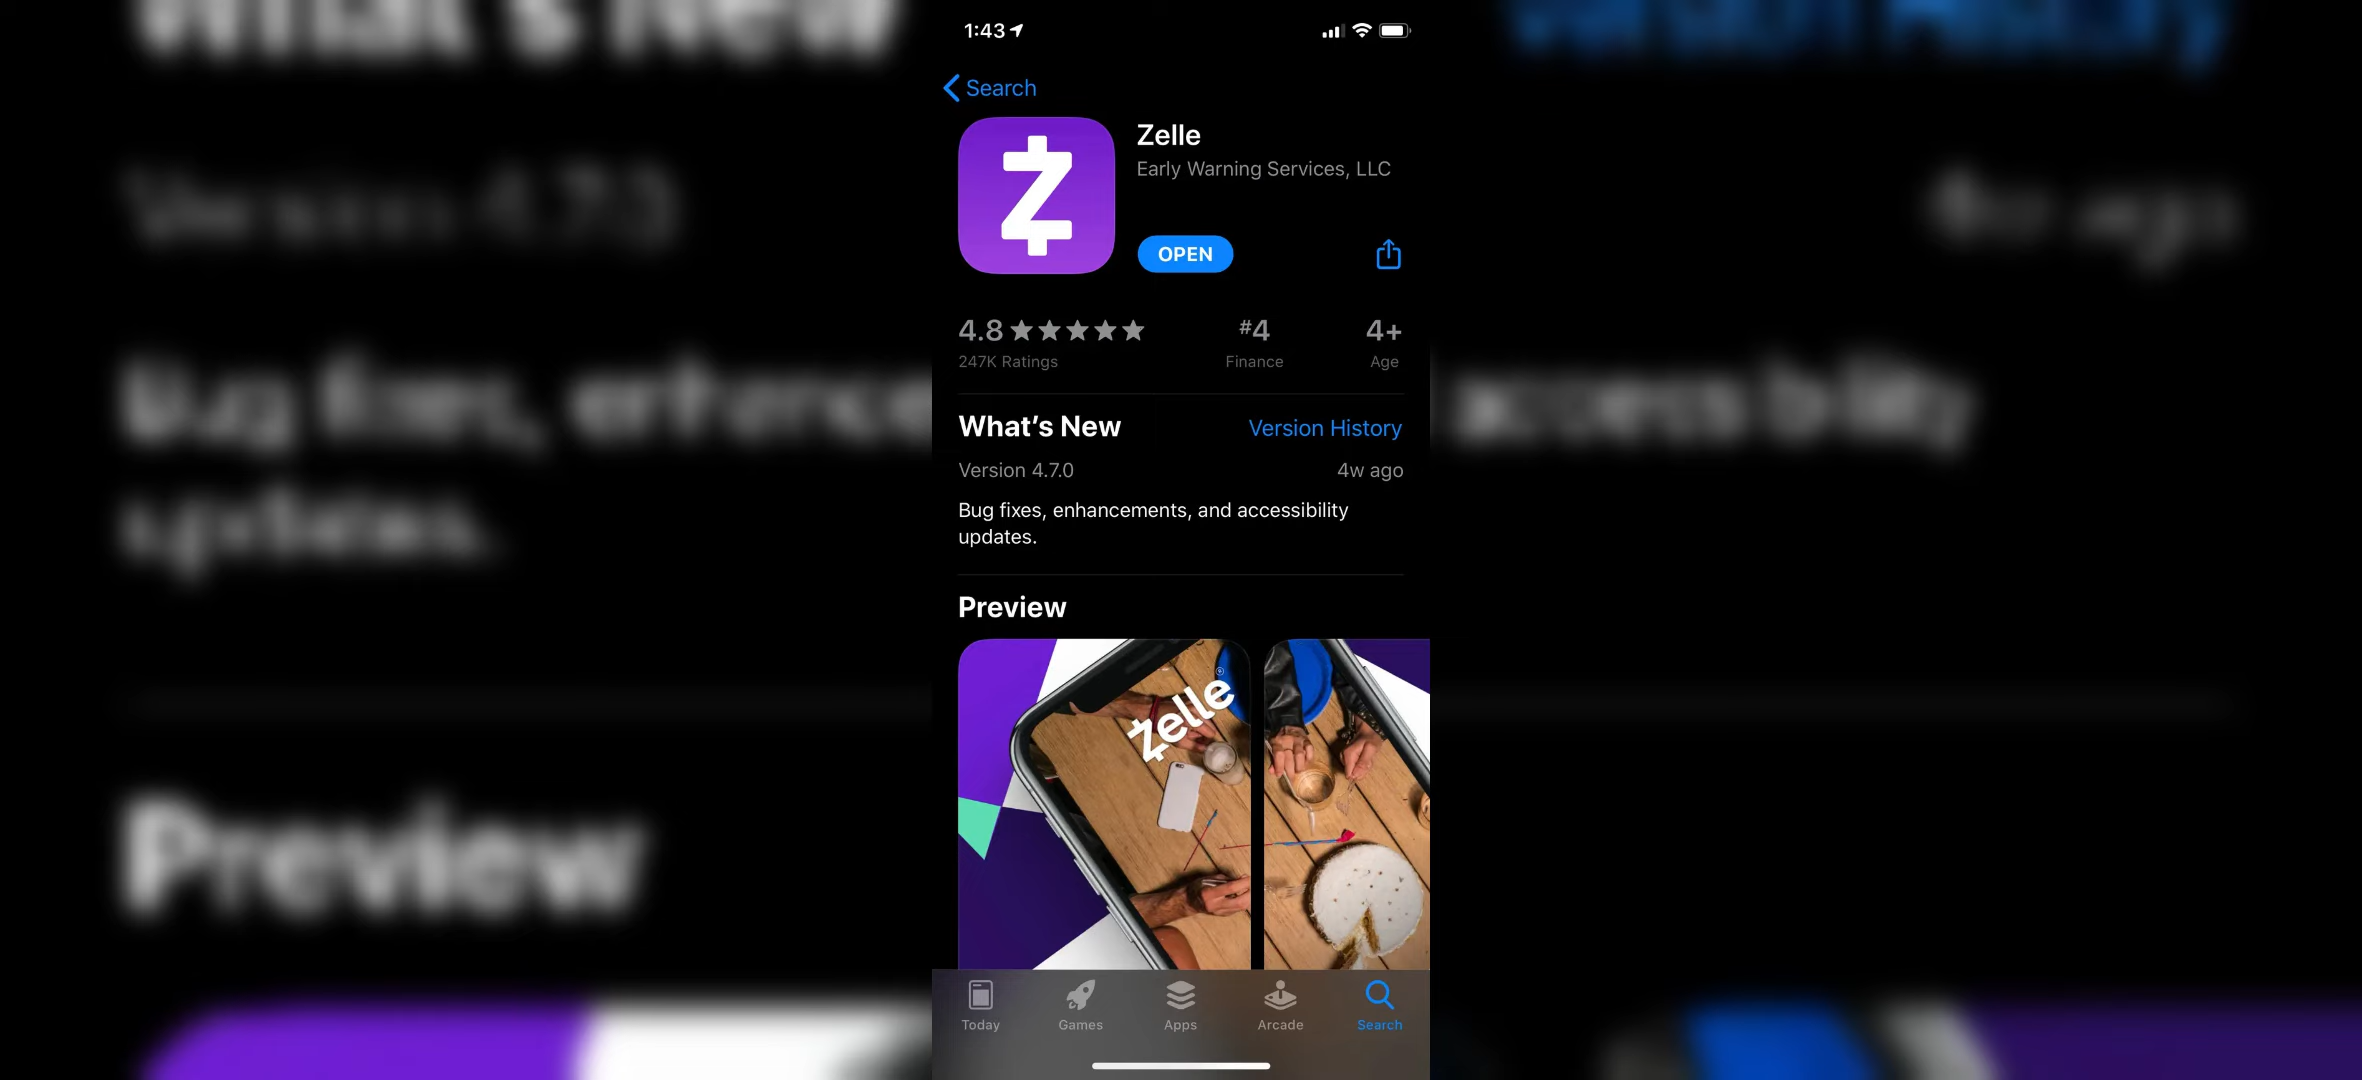 1:43
Search
Zelle
Early Warning Services, LLC
OPEN
4.8
#4
4+
247K Ratings
Finance
Age
What's New
Version History
Version 4.7.0
4w ago
Bug fixes, enhancements, and accessibility
updates.
Preview
Zelle
Today
Games
Apps
Arcade
Search